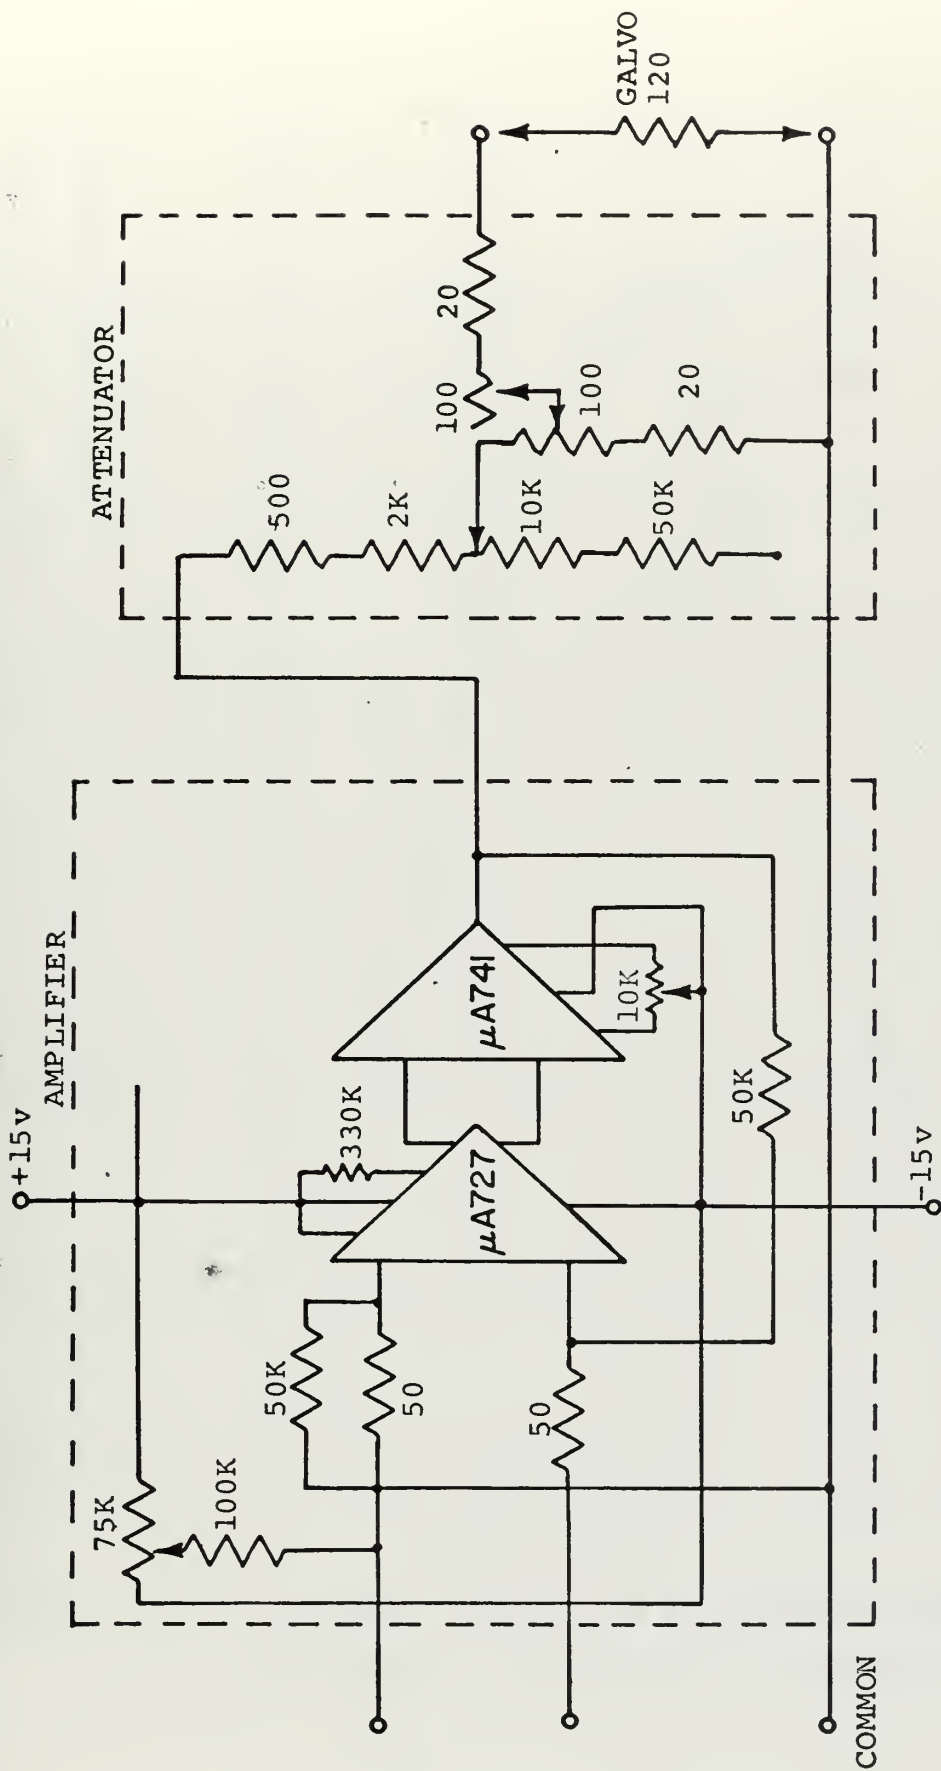 +15v
AMPLIFIER
75K
100K
50K
50
50
330K
μA727
μA741
10K
50K
-15v
COMMON
ATTENUATOR
500
2K
10K
50K
100
20
100
20
GALVO
120